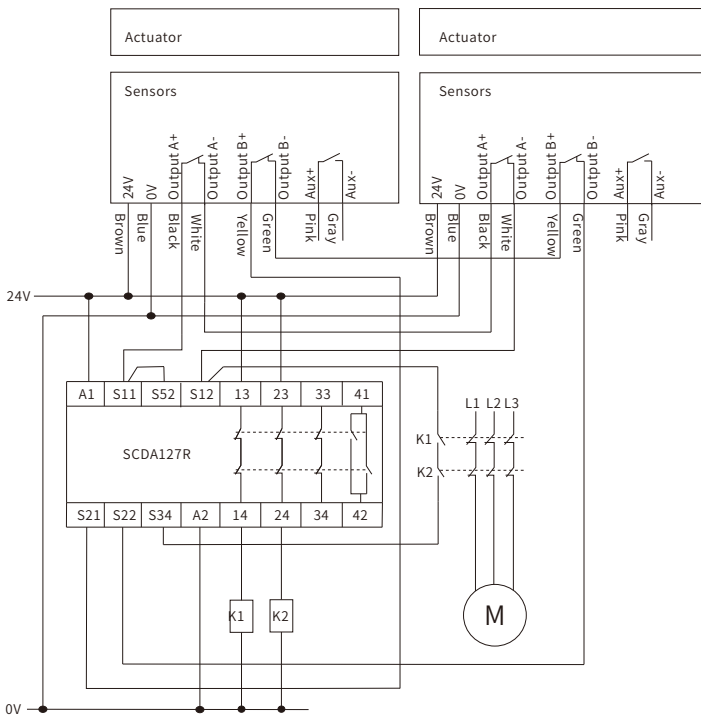 Actuator
Actuator
Sensors
Sensors
24V
0V
Output A+
Output A-
Output B+
Output B-
Aux+
Aux-
24V
0V
Output A+
Output A-
Output B+
Output B-
Aux+
Aux-
Brown
Blue
Black
White
Yellow
Green
Pink
Gray
Brown
Blue
Black
White
Yellow
Green
Pink
Gray
24V
A1 S11 S52 S12 13 23 33 41
L1 L2 L3
K1
SCDA127R
K2
S21 S22 S34 A2 14 24 34 42
K1 K2
M
0V